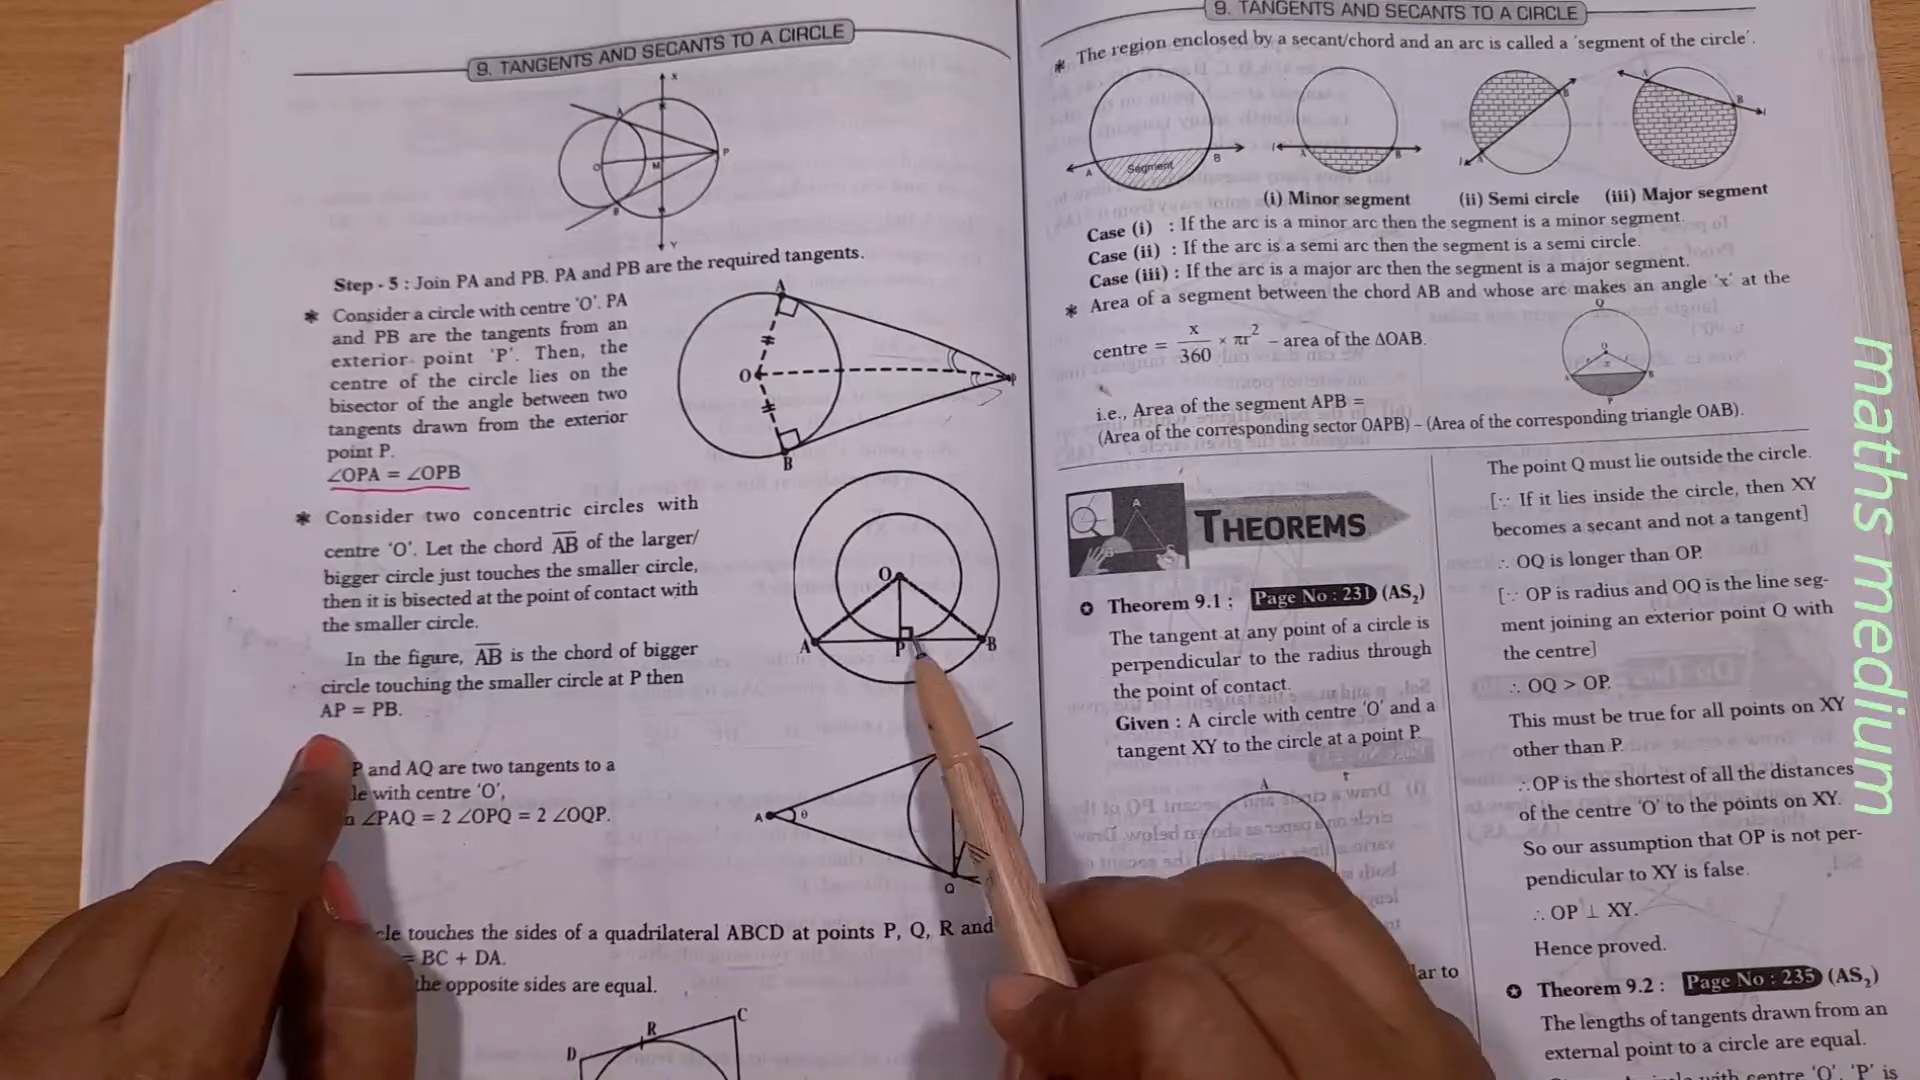 9. TANGENTS AND SECANTS TO A CIRCLE
X
A
O
M
P
B
Y
Step - 5 : Join PA and PB. PA and PB are the required tangents.
* Consider a circle with centre 'O'. PA
and PB are the tangents from an
exterior point 'P'. Then, the
centre of the circle lies on the
bisector of the angle between two
tangents drawn from the exterior
point P.
∠OPA = ∠OPB
A
O
P
B
* Consider two concentric circles with
centre 'O'. Let the chord AB of the larger/
bigger circle just touches the smaller circle,
then it is bisected at the point of contact with
the smaller circle.
In the figure, AB is the chord of bigger
circle touching the smaller circle at P then
AP = PB.
O
A
P
B
P and AQ are two tangents to a
le with centre 'O',
n ∠PAQ = 2 ∠OPQ = 2 ∠OQP.
A
θ
Q
cle touches the sides of a quadrilateral ABCD at points P, Q, R and
= BC + DA.
the opposite sides are equal.
D
R
C
9. TANGENTS AND SECANTS TO A CIRCLE
* The region enclosed by a secant/chord and an arc is called a 'segment of the circle'.
A
Segment
B
A
B
A
B
A
B
(i) Minor segment (ii) Semi circle (iii) Major segment
Case (i) : If the arc is a minor arc then the segment is a minor segment.
Case (ii) : If the arc is a semi arc then the segment is a semi circle.
Case (iii) : If the arc is a major arc then the segment is a major segment.
* Area of a segment between the chord AB and whose arc makes an angle 'x' at the
centre = x/360 × πr² – area of the ΔOAB.
Q
O
x
A
B
P
i.e., Area of the segment APB =
(Area of the corresponding sector OAPB) – (Area of the corresponding triangle OAB).
THEOREMS
Theorem 9.1 : Page No : 231 (AS₂)
The tangent at any point of a circle is
perpendicular to the radius through
the point of contact.
Given : A circle with centre 'O' and a
tangent XY to the circle at a point P.
A
lar to
The point Q must lie outside the circle.
[∵ If it lies inside the circle, then XY
becomes a secant and not a tangent]
∴ OQ is longer than OP.
[∵ OP is radius and OQ is the line seg-
ment joining an exterior point Q with
the centre]
∴ OQ > OP.
This must be true for all points on XY
other than P.
∴ OP is the shortest of all the distances
of the centre 'O' to the points on XY.
So our assumption that OP is not per-
pendicular to XY is false.
∴ OP ⊥ XY.
Hence proved.
Theorem 9.2 : Page No : 235 (AS₂)
The lengths of tangents drawn from an
external point to a circle are equal.
with centre 'O'. 'P' is
maths medium